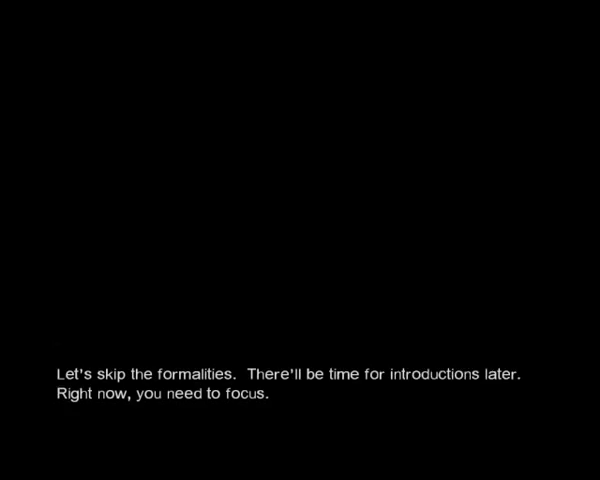 Let's skip the formalities.  There'll be time for introductions later.
Right now, you need to focus.